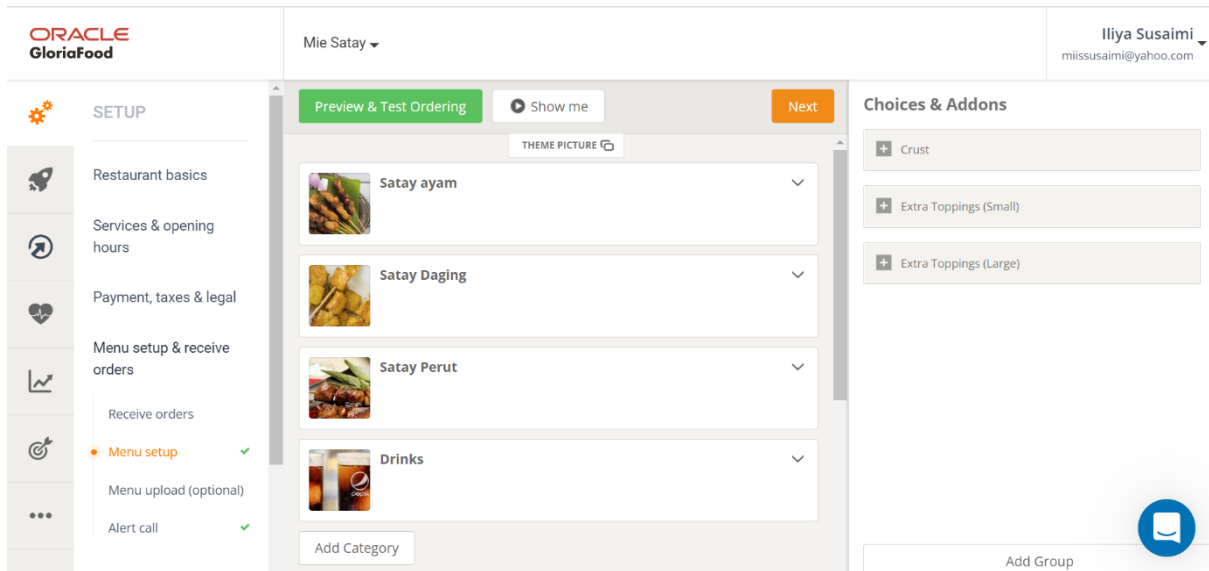 ORACLE
GloriaFood
Mie Satay
Iliya Susaimi
miissusaimi@yahoo.com
SETUP
Restaurant basics
Services & opening
hours
Payment, taxes & legal
Menu setup & receive
orders
Receive orders
Menu setup
Menu upload (optional)
Alert call
Preview & Test Ordering
Show me
Next
THEME PICTURE
Satay ayam
Satay Daging
Satay Perut
Drinks
pepsi
Add Category
Choices & Addons
Crust
Extra Toppings (Small)
Extra Toppings (Large)
Add Group